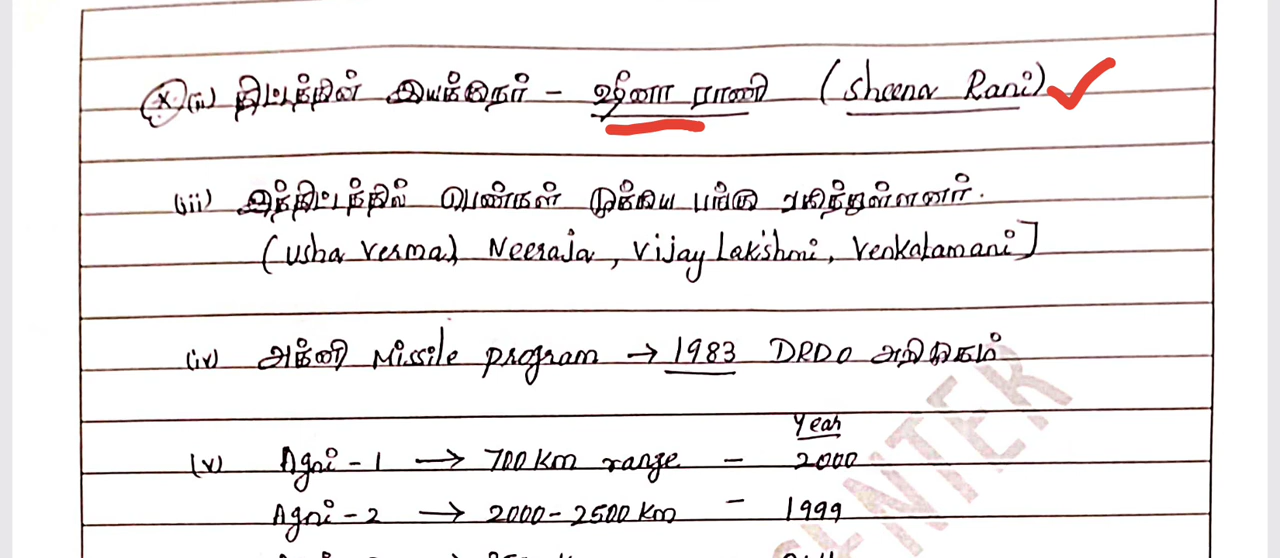 (ii) திட்டத்தின் இயக்குநர் - ஷீனா ராணி (Sheena Rani)
(iii) இத்திட்டத்தில் பெண்கள் முக்கிய பங்கு வகித்துள்ளனர்.
(Usha Verma) Neeraja, Vijay Lakshmi, Venkatamani]
(iv) அக்னி Missile program → 1983 DRDO அறிமுகம்
Year
(v) Agni - 1 → 700 Km range - 2000
Agni - 2 → 2000 - 2500 Km - 1999